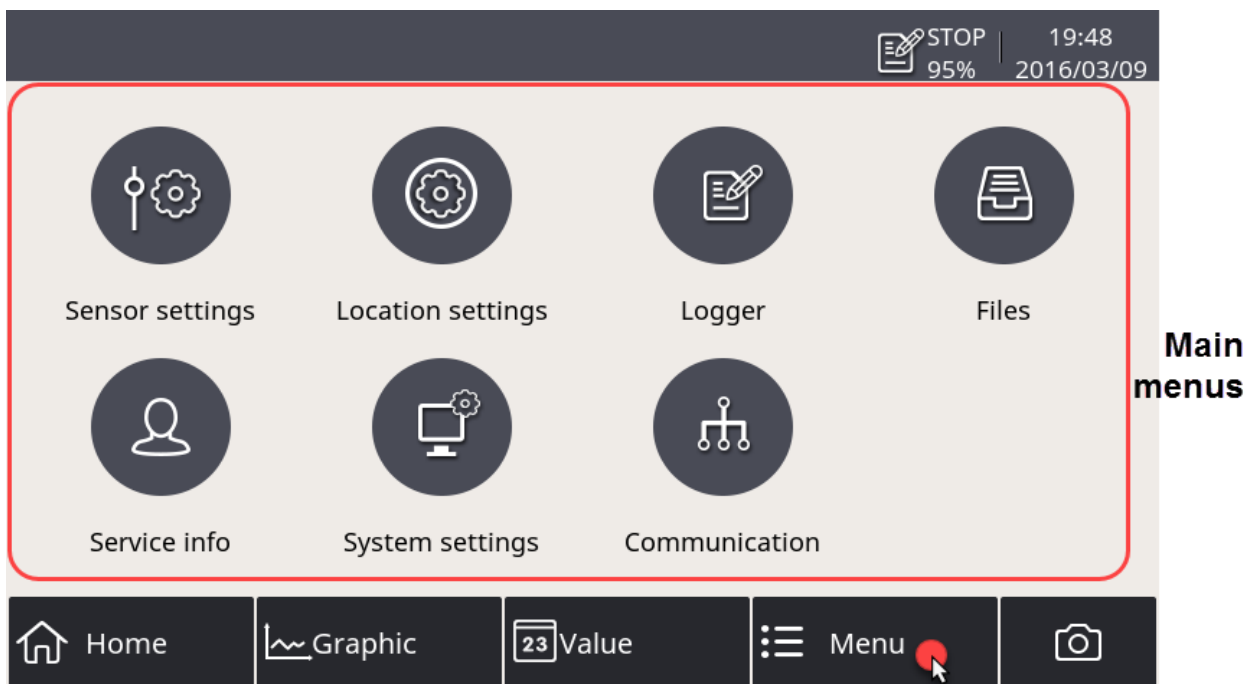 STOP 19:48
95% 2016/03/09
Sensor settings Location settings Logger Files
Main
menus
Service info System settings Communication
Home Graphic 23 Value Menu